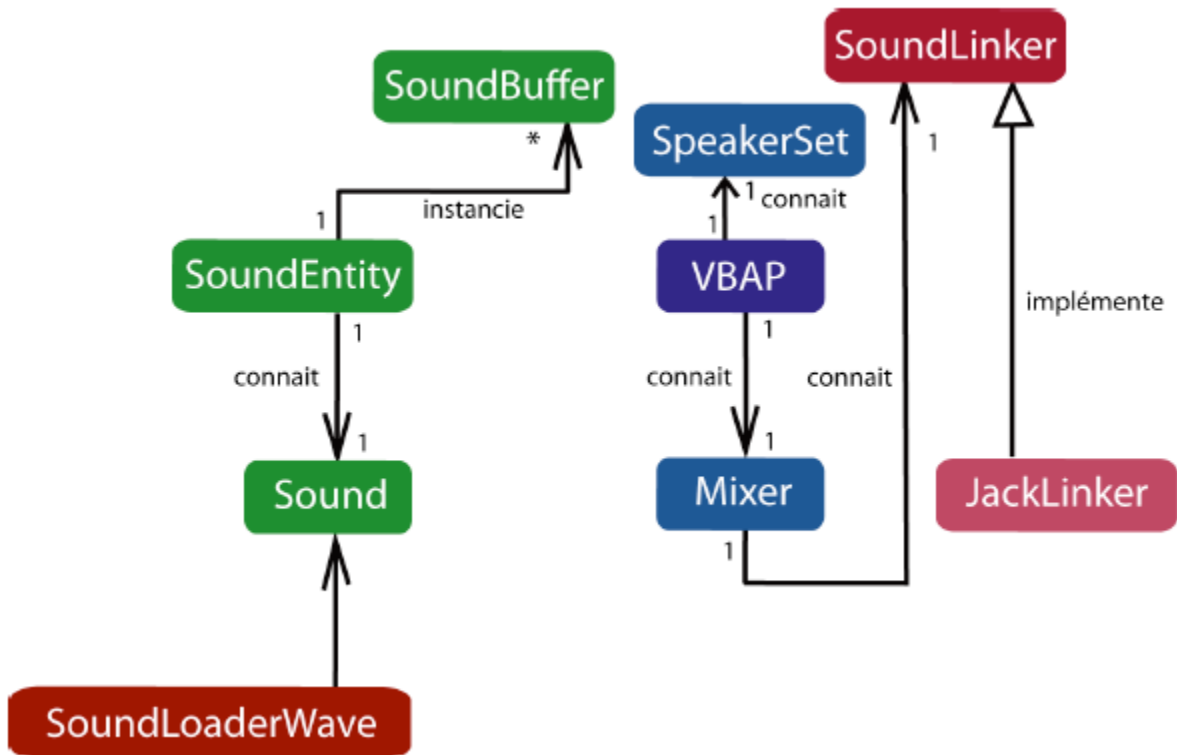 SoundLinker
SoundBuffer
*
1
SpeakerSet
1
connait
instancie
1
1
SoundEntity
VBAP
1
1
implémente
connait
connait
connait
1
1
Sound
Mixer
JackLinker
1
SoundLoaderWave